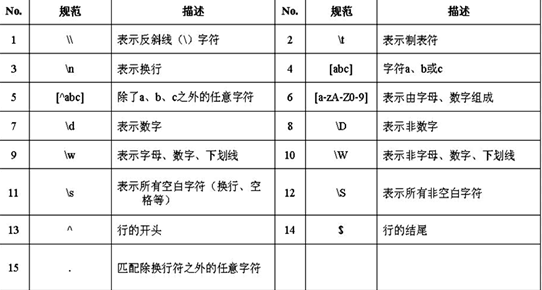 No. 规范 描述 No. 规范 描述
1 \\ 表示反斜线（\）字符 2 \t 表示制表符
3 \n 表示换行 4 [abc] 字符a、b或c
5 [^abc] 除了a、b、c之外的任意字符 6 [a-zA-Z0-9] 表示由字母、数字组成
7 \d 表示数字 8 \D 表示非数字
9 \w 表示字母、数字、下划线 10 \W 表示非字母、数字、下划线
11 \s 表示所有空白字符（换行、空
格等） 12 \S 表示所有非空白字符
13 ^ 行的开头 14 $ 行的结尾
15 . 匹配除换行符之外的任意字符